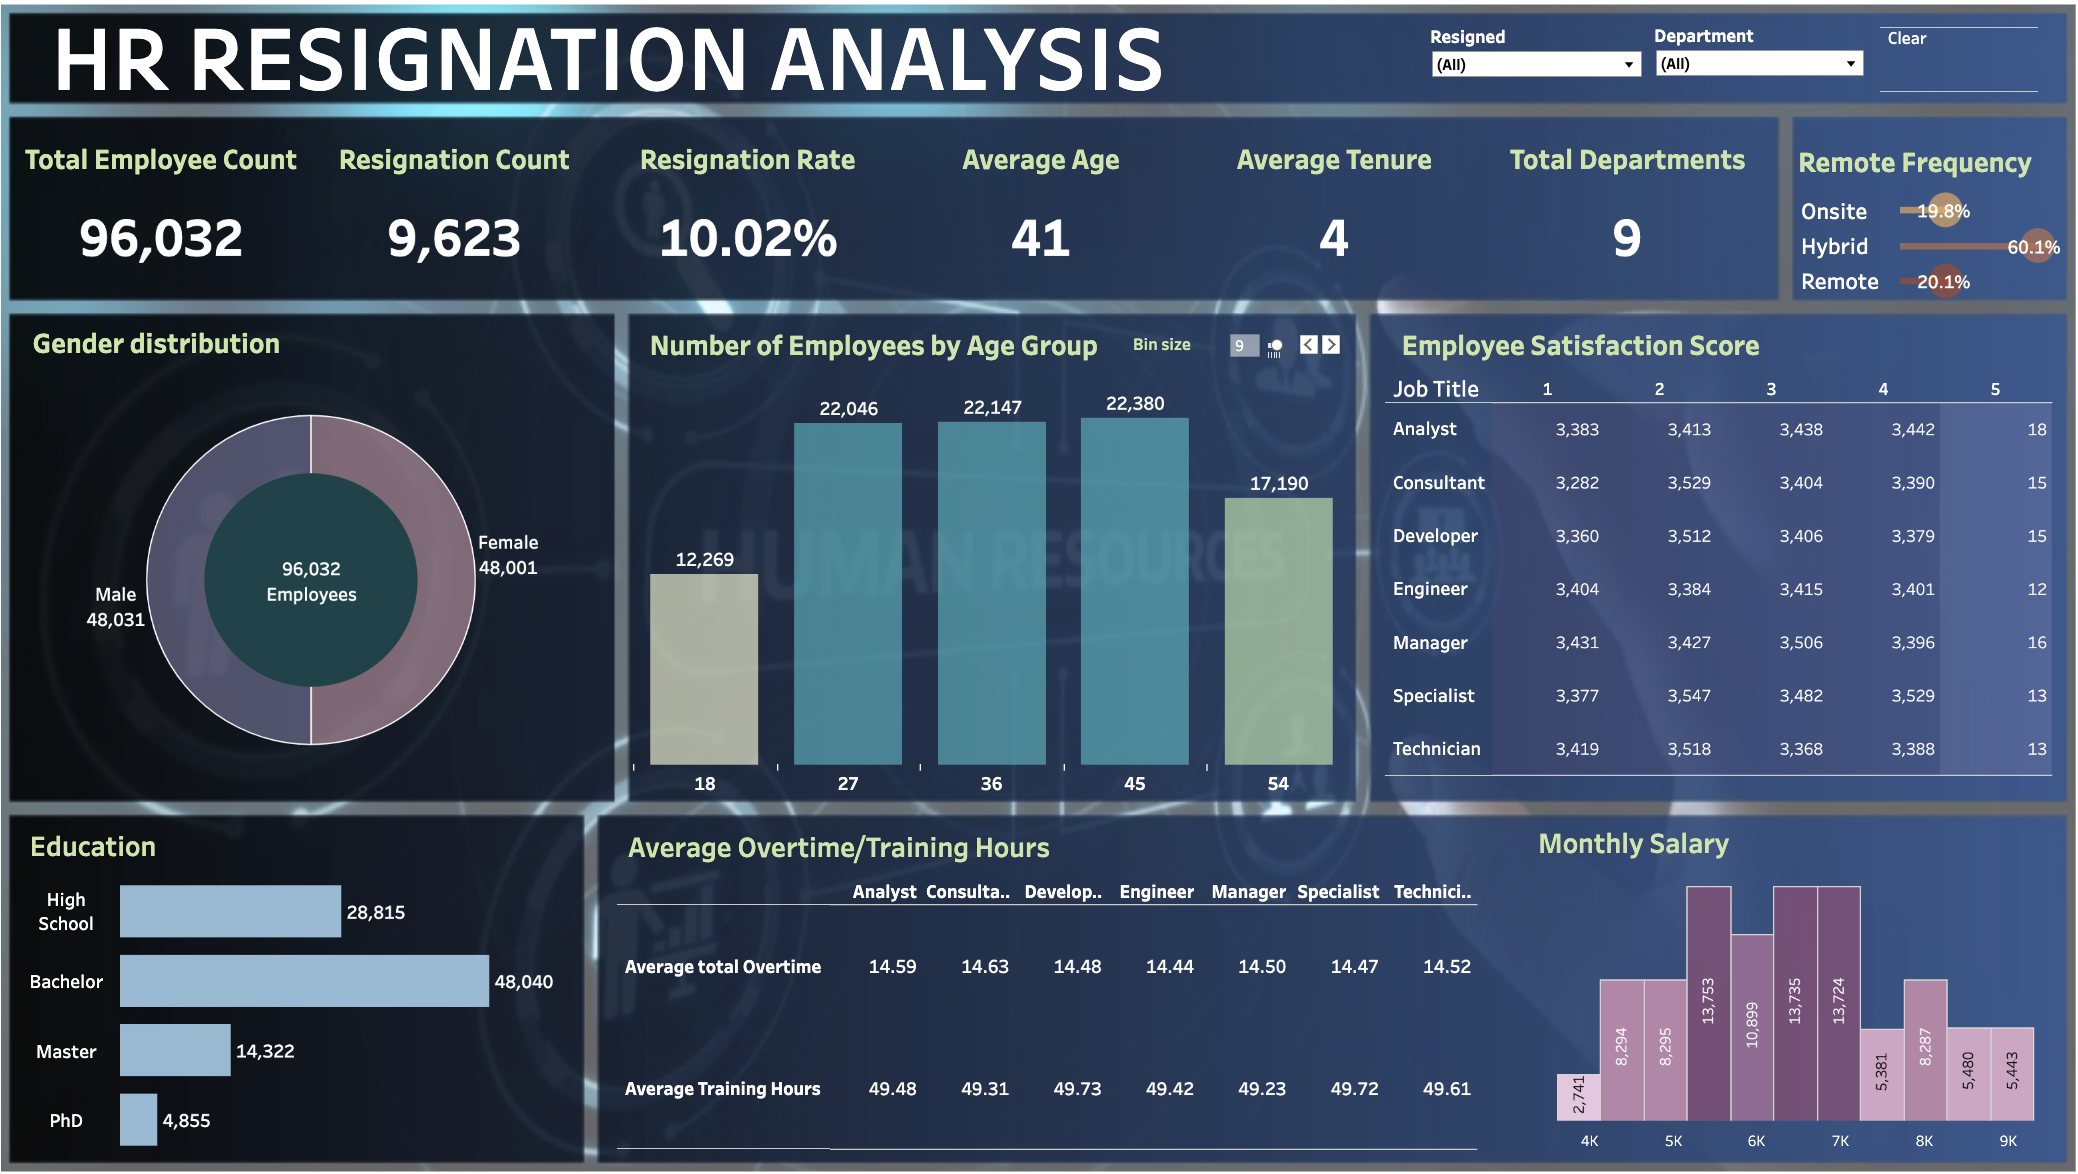 HR RESIGNATION ANALYSIS
Resigned
(All)
Department
(All)
Clear
Total Employee Count
96,032
Resignation Count
9,623
Resignation Rate
10.02%
Average Age
41
Average Tenure
4
Total Departments
9
Remote Frequency
Onsite 19.8%
Hybrid 60.1%
Remote 20.1%
Gender distribution
Female
48,001
96,032
Employees
Male
48,031
Number of Employees by Age Group
Bin size
9
12,269 22,046 22,147 22,380 17,190
HUMAN RESOURCES
18 27 36 45 54
Employee Satisfaction Score
Job Title 1 2 3 4 5
Analyst 3,383 3,413 3,438 3,442 18
Consultant 3,282 3,529 3,404 3,390 15
Developer 3,360 3,512 3,406 3,379 15
Engineer 3,404 3,384 3,415 3,401 12
Manager 3,431 3,427 3,506 3,396 16
Specialist 3,377 3,547 3,482 3,529 13
Technician 3,419 3,518 3,368 3,388 13
Education
High
School
28,815
Bachelor 48,040
Master 14,322
PhD 4,855
Average Overtime/Training Hours
Analyst Consulta.. Develop.. Engineer Manager Specialist Technici..
Average total Overtime 14.59 14.63 14.48 14.44 14.50 14.47 14.52
Average Training Hours 49.48 49.31 49.73 49.42 49.23 49.72 49.61
Monthly Salary
2,741 8,294 8,295 13,753 10,899 13,735 13,724 5,381 8,287 5,480 5,443
4K 5K 6K 7K 8K 9K